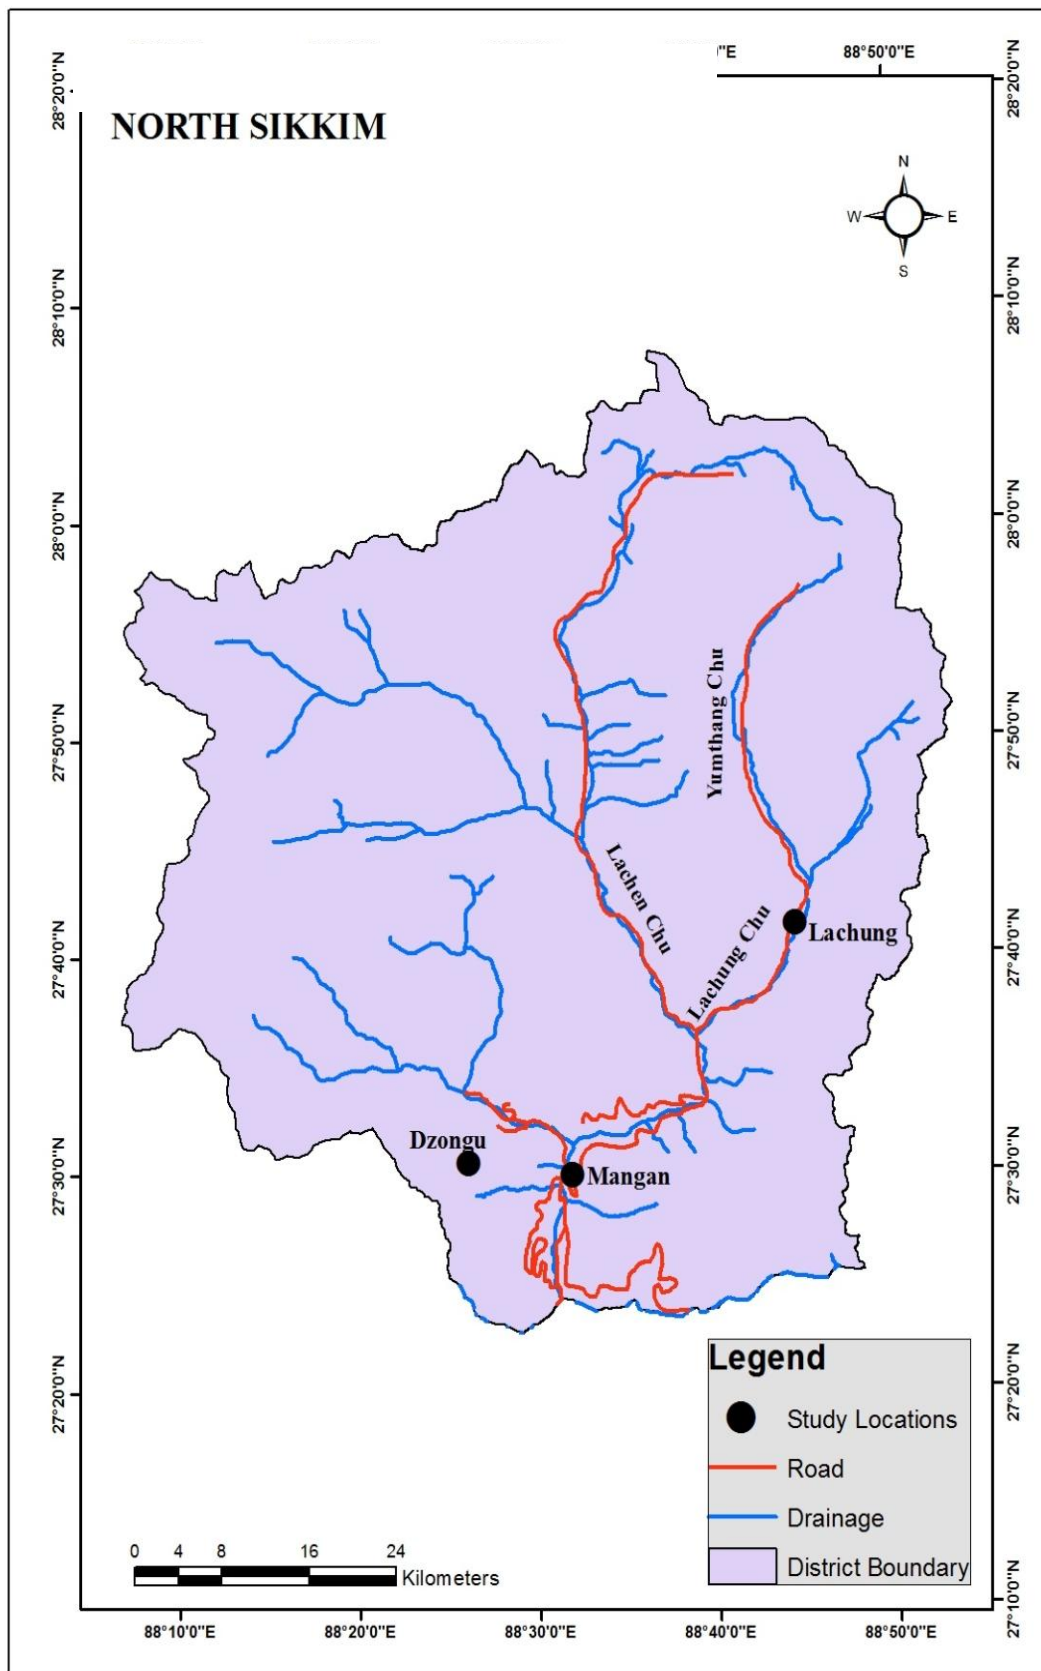 '0"E
88°50'0"E
28°20'0"N
28°20'0"N
NORTH SIKKIM
N
W
E
S
28°10'0"N
28°10'0"N
28°0'0"N
28°0'0"N
Yumthang Chu
27°50'0"N
27°50'0"N
Lachen Chu
Lachung Chu
Lachung
27°40'0"N
27°40'0"N
Dzongu
Mangan
27°30'0"N
27°30'0"N
27°20'0"N
27°20'0"N
Legend
Study Locations
Road
Drainage
District Boundary
0 4 8 16 24
Kilometers
27°10'0"N
88°10'0"E 88°20'0"E 88°30'0"E 88°40'0"E 88°50'0"E